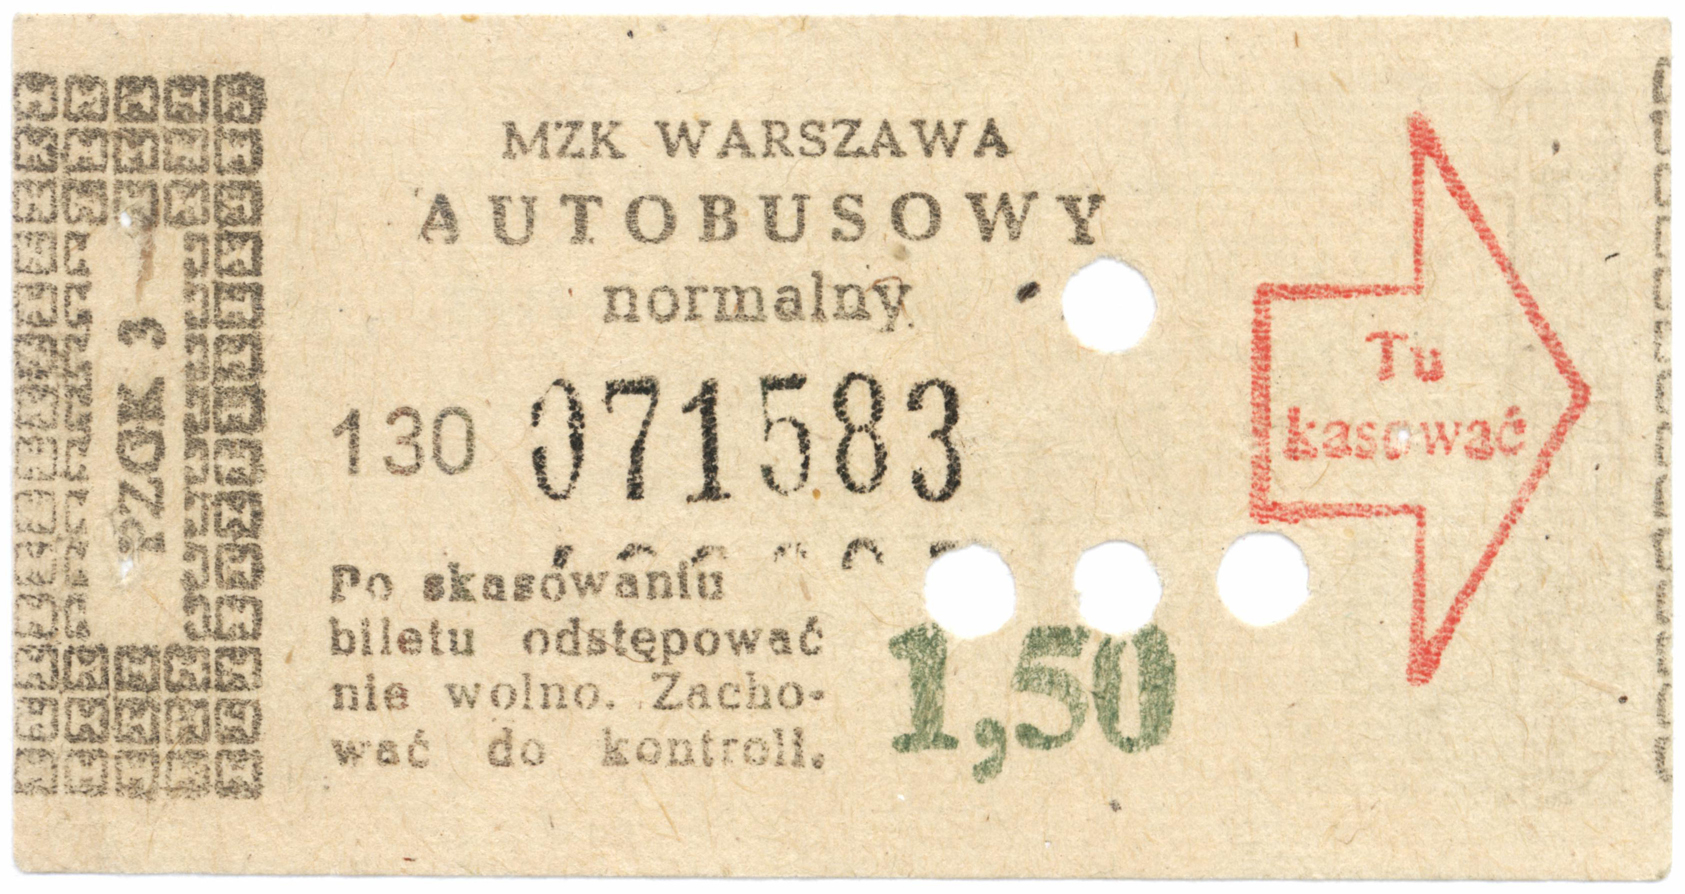 PZGK 3
MZK WARSZAWA
AUTOBUSOWY
normalny
130 071583
Po skasowaniu
biletu odstępować
nie wolno. Zacho-
wać do kontroli.
1,50
Tu
kasować